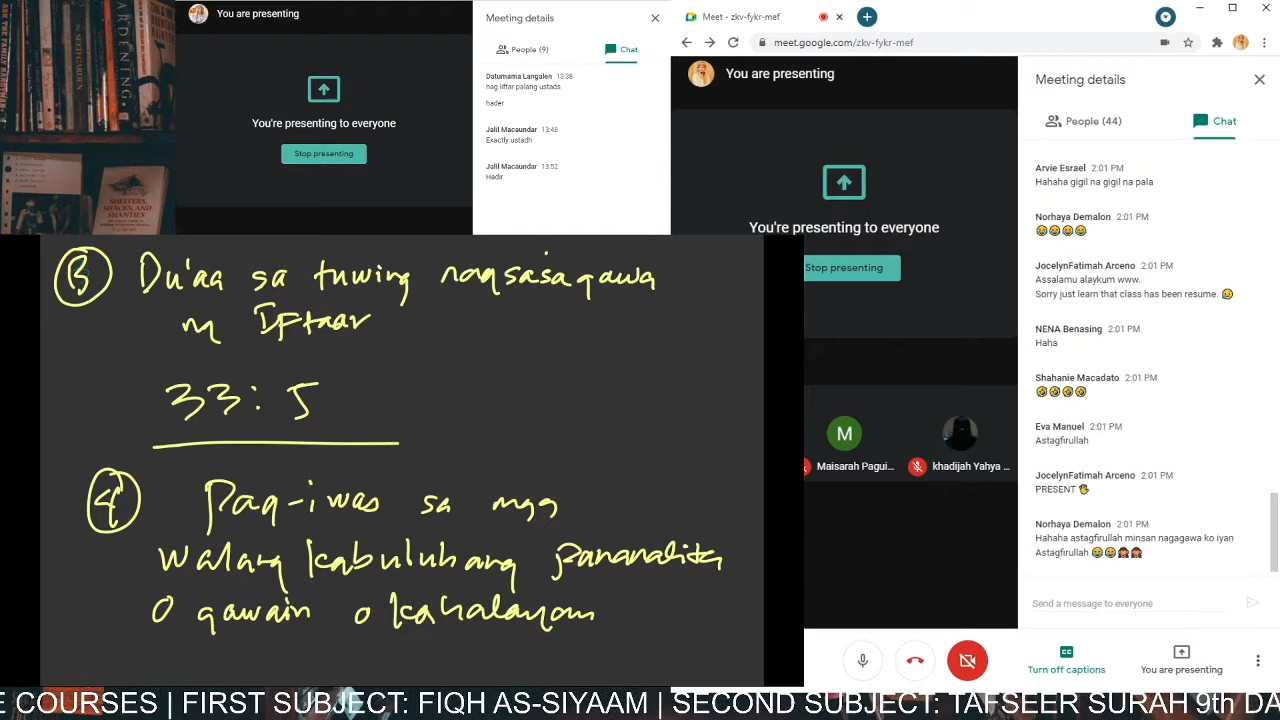 You are presenting
You're presenting to everyone
Stop presenting
Meeting details
People (9)
Chat
Datumama Langalen 13:38
nag iiftar palang ustads
hader
Jalil Macaundar 13:48
Exactly ustadh
Jalil Macaundar 13:52
Hadir
SHELTERS,
SHACKS, AND
SHANTIES
Meet - zkv-fykr-mef
meet.google.com/zkv-fykr-mef
You are presenting
You're presenting to everyone
Stop presenting
Maisarah Pagui...
khadijah Yahya ...
M
Meeting details
People (44)
Chat
Arvie Esrael 2:01 PM
Hahaha gigil na gigil na pala
Norhaya Demalon 2:01 PM
JocelynFatimah Arceno 2:01 PM
Assalamu alaykum www.
Sorry just learn that class has been resume.
NENA Benasing 2:01 PM
Haha
Shahanie Macadato 2:01 PM
Eva Manuel 2:01 PM
Astagfirullah
JocelynFatimah Arceno 2:01 PM
PRESENT
Norhaya Demalon 2:01 PM
Hahaha astagfirullah minsan nagagawa ko iyan
Astagfirullah
Send a message to everyone
Turn off captions
You are presenting
3 Du'aa sa tuwing nagsasagawa
ng Iftaar
33:5
4 Pag-iwas sa mga
walang kabuluhang pananalita
o gawain o kahalayan
E COURSES | FIRST SUBJECT: FIQH AS-SIYAAM | SECOND SUBJECT: TAFSEER SURAH 9th DA